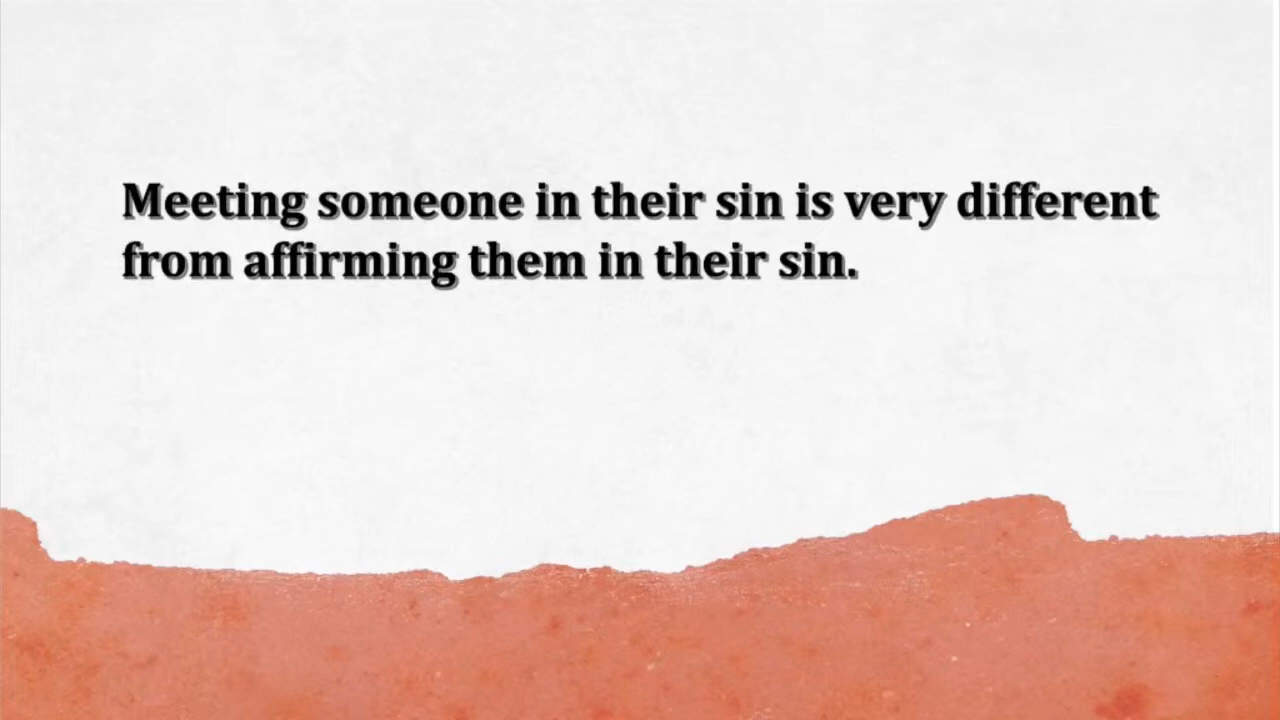 Meeting someone in their sin is very different
from affirming them in their sin.